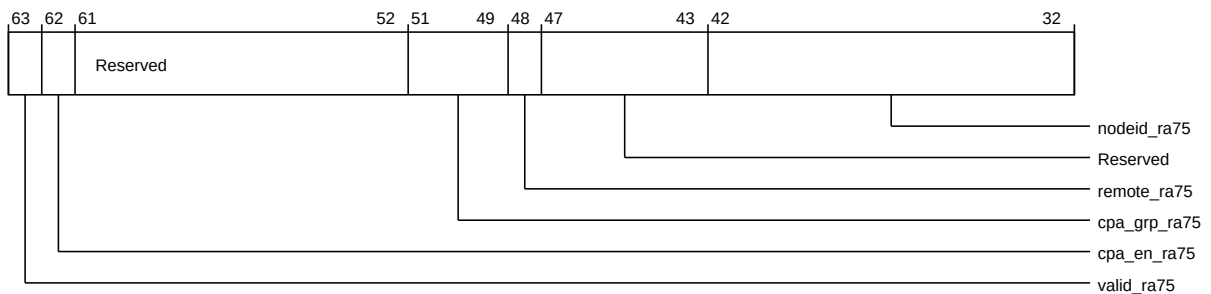 63 62 61 52 51 49 48 47 43 42 32
Reserved
nodeid_ra75
Reserved
remote_ra75
cpa_grp_ra75
cpa_en_ra75
valid_ra75